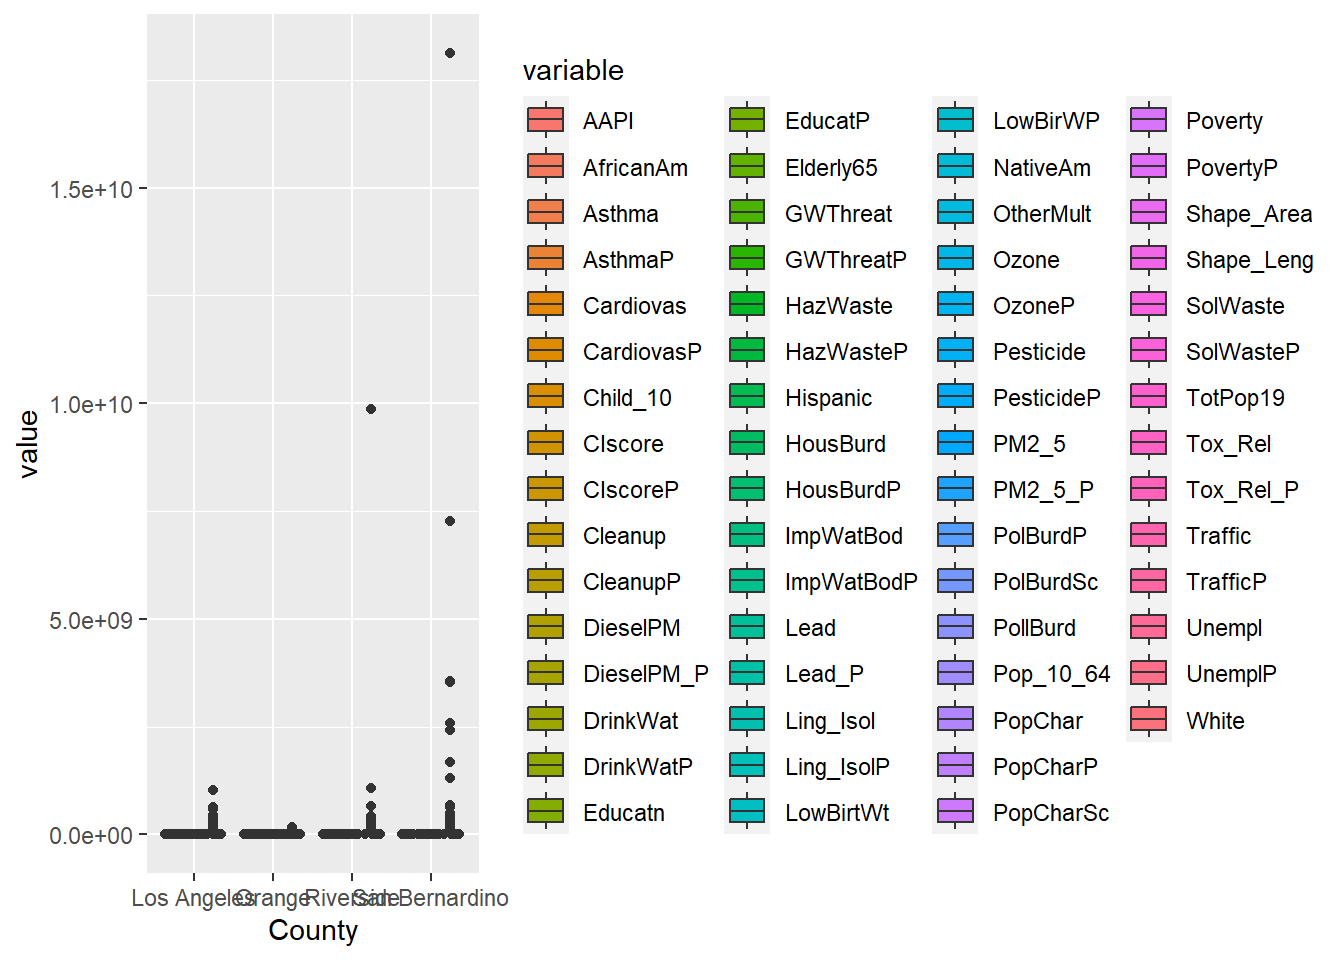 value
1.5e+10
1.0e+10
5.0e+09
0.0e+00
Los Angeles
Orange
Riverside
San Bernardino
County
variable
AAPI
AfricanAm
Asthma
AsthmaP
Cardiovas
CardiovasP
Child_10
CIscore
CIscoreP
Cleanup
CleanupP
DieselPM
DieselPM_P
DrinkWat
DrinkWatP
Educatn
EducatP
Elderly65
GWThreat
GWThreatP
HazWaste
HazWasteP
Hispanic
HousBurd
HousBurdP
ImpWatBod
ImpWatBodP
Lead
Lead_P
Ling_Isol
Ling_IsolP
LowBirtWt
LowBirWP
NativeAm
OtherMult
Ozone
OzoneP
Pesticide
PesticideP
PM2_5
PM2_5_P
PolBurdP
PolBurdSc
PollBurd
Pop_10_64
PopChar
PopCharP
PopCharSc
Poverty
PovertyP
Shape_Area
Shape_Leng
SolWaste
SolWasteP
TotPop19
Tox_Rel
Tox_Rel_P
Traffic
TrafficP
Unempl
UnemplP
White